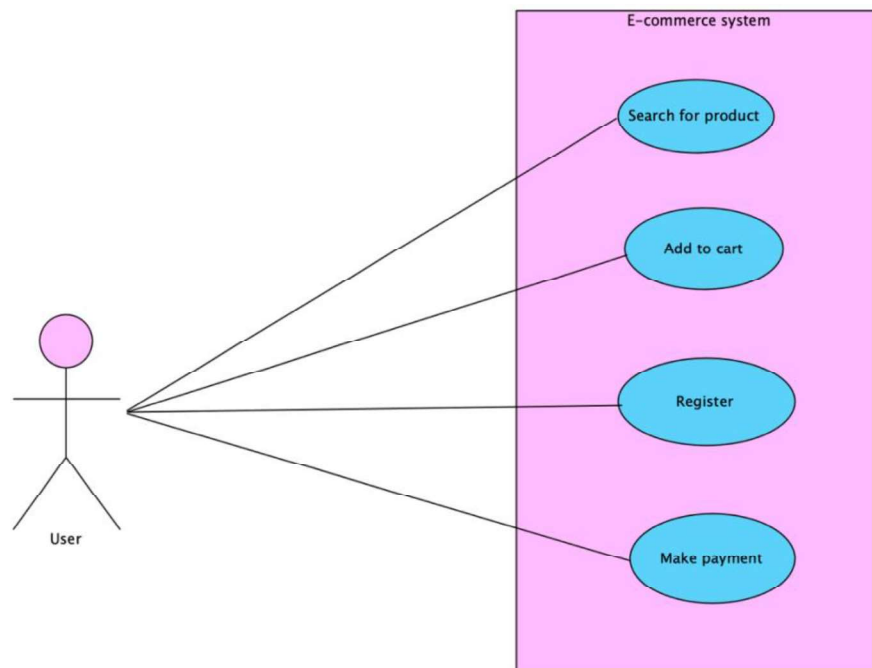 E-commerce system
Search for product
Add to cart
Register
Make payment
User